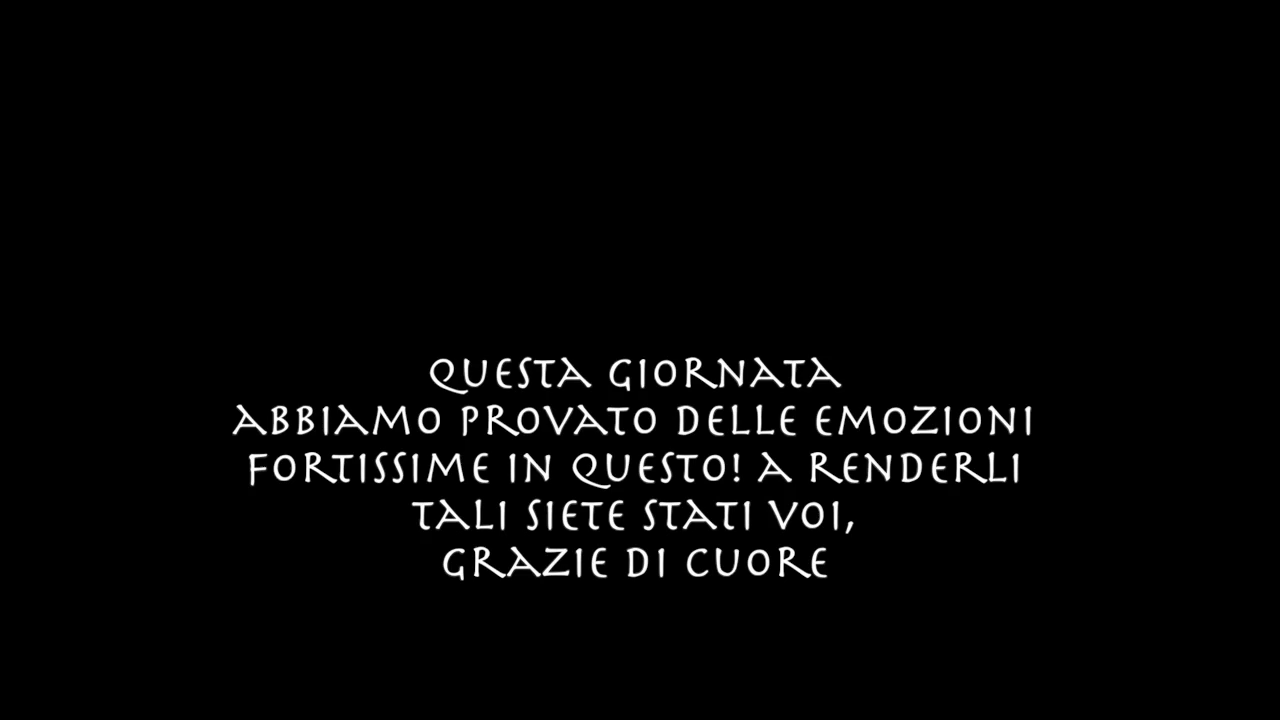 QUESTA GIORNATA
ABBIAMO PROVATO DELLE EMOZIONI
FORTISSIME IN QUESTO! A RENDERLI
TALI SIETE STATI VOI,
GRAZIE DI CUORE